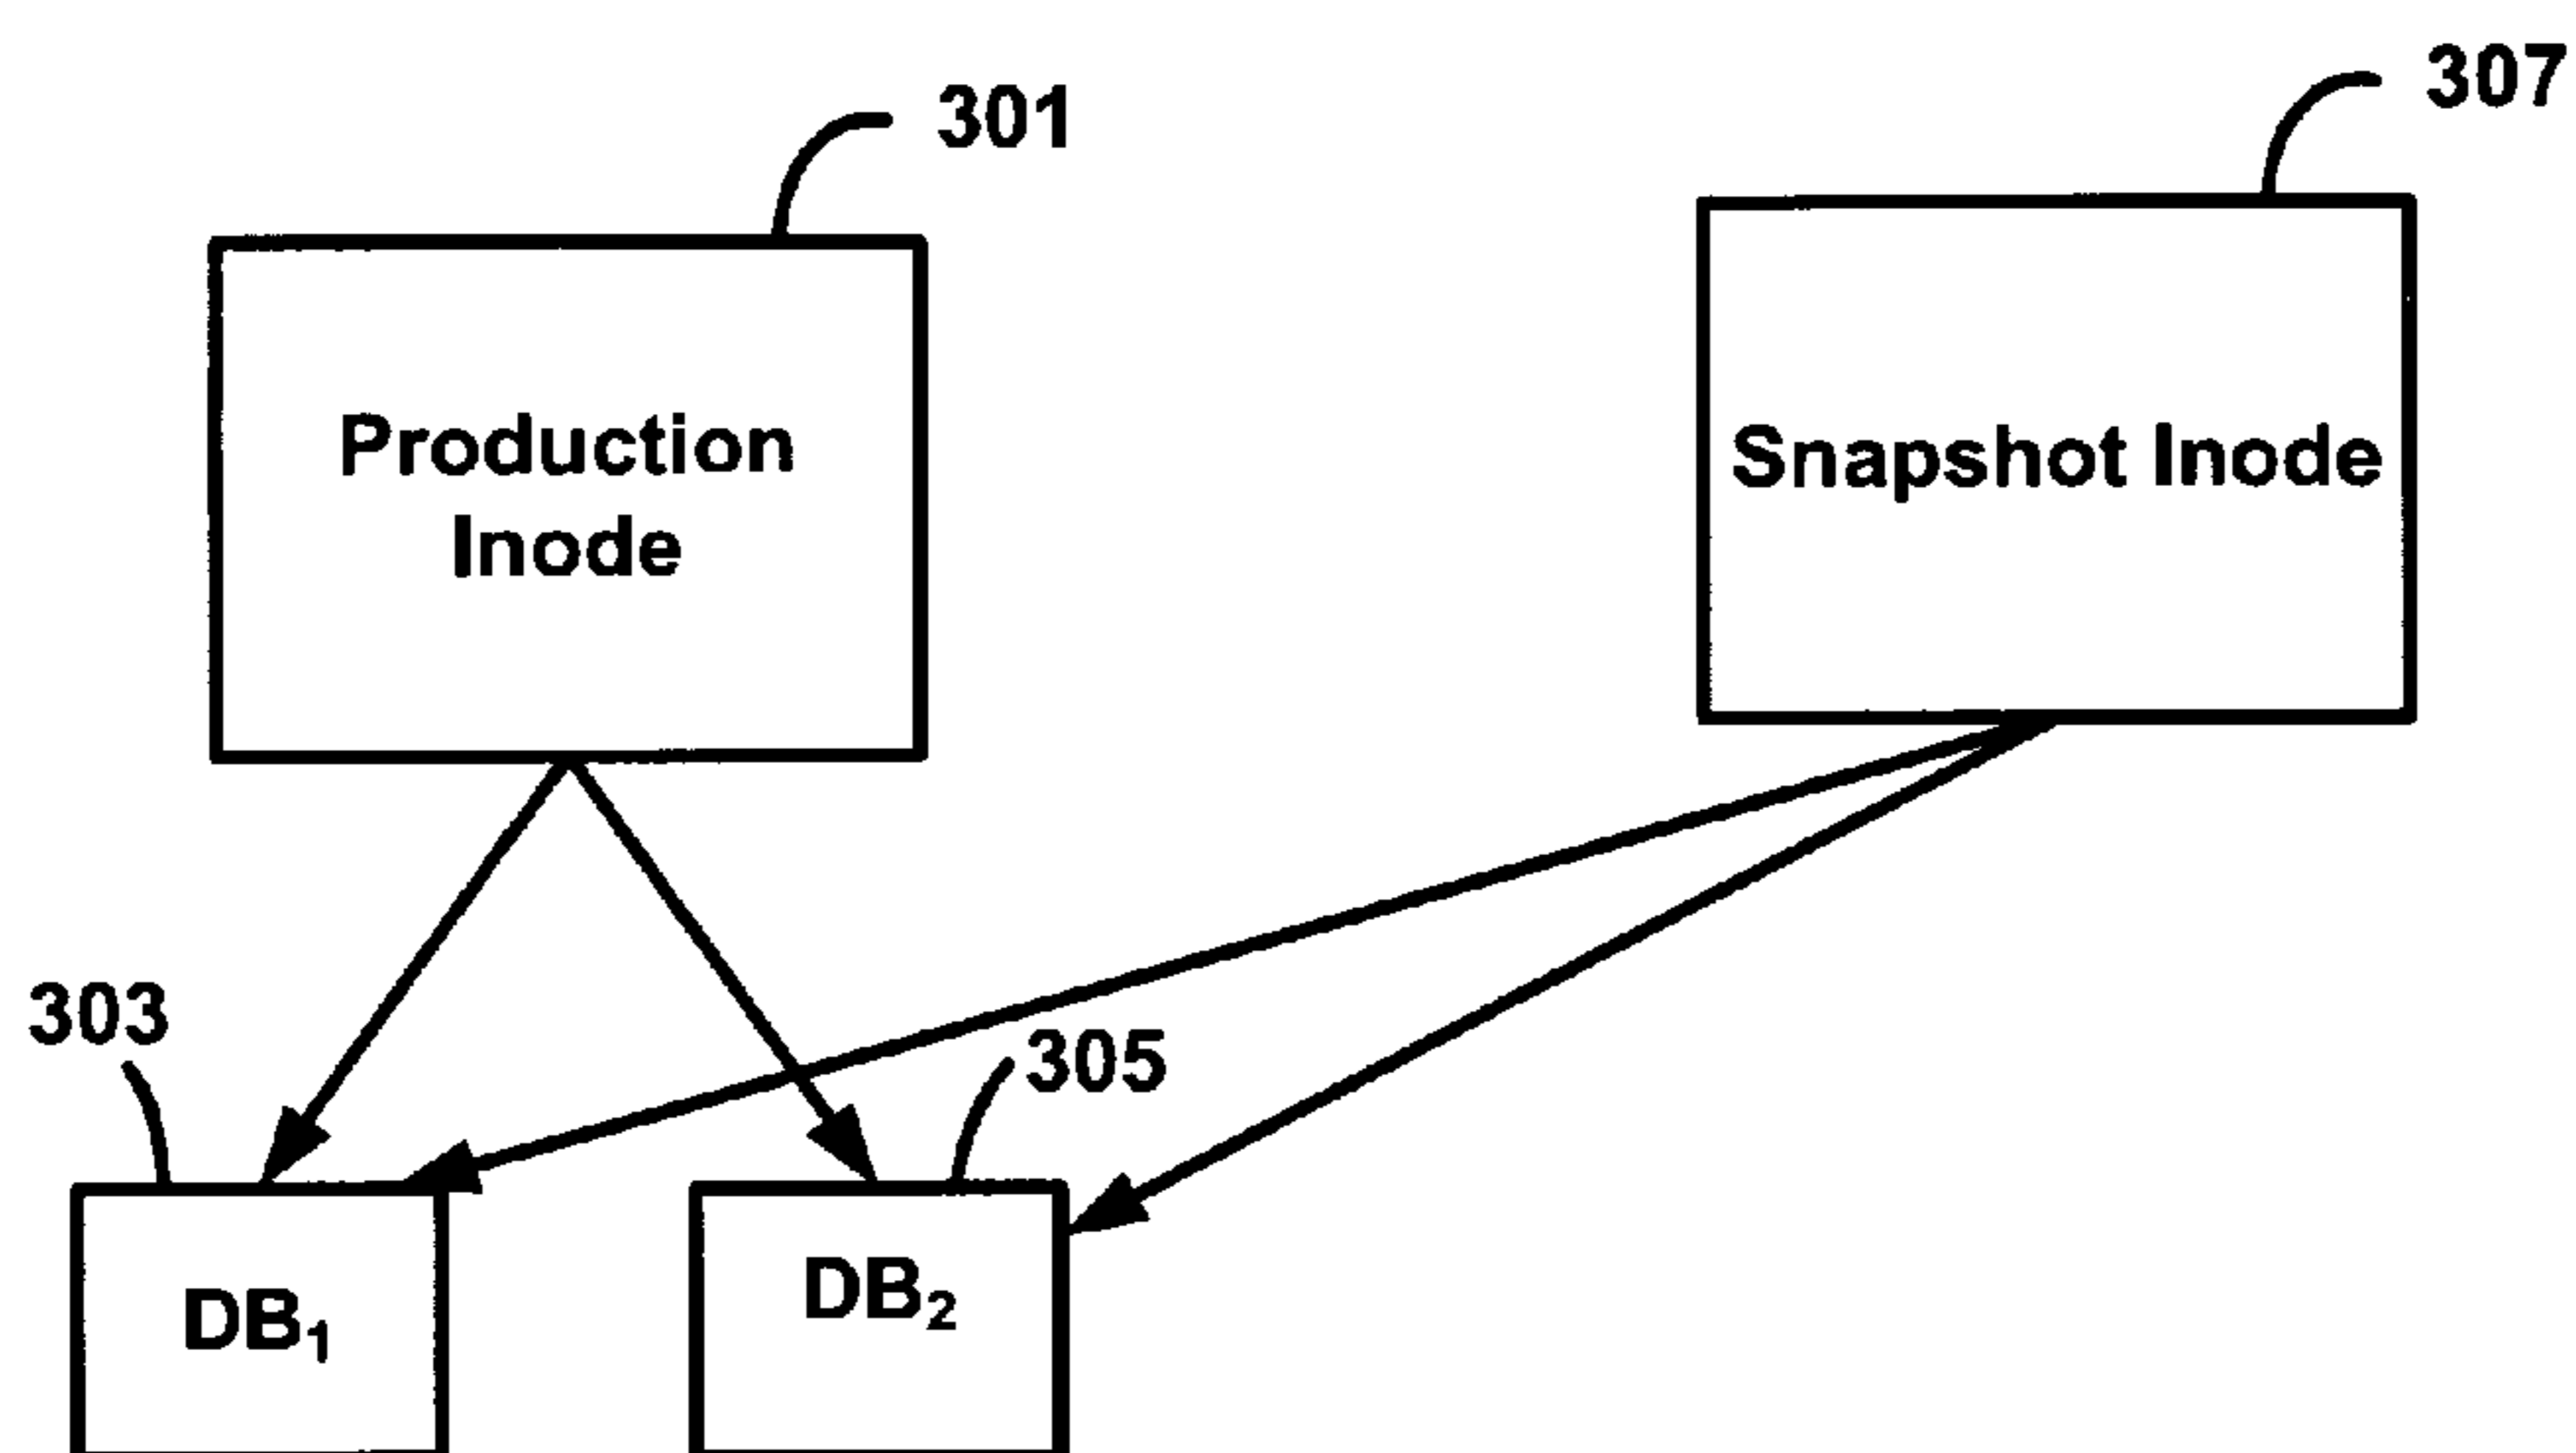 301
307
Production
Inode
Snapshot Inode
303
305
DB₁
DB₂